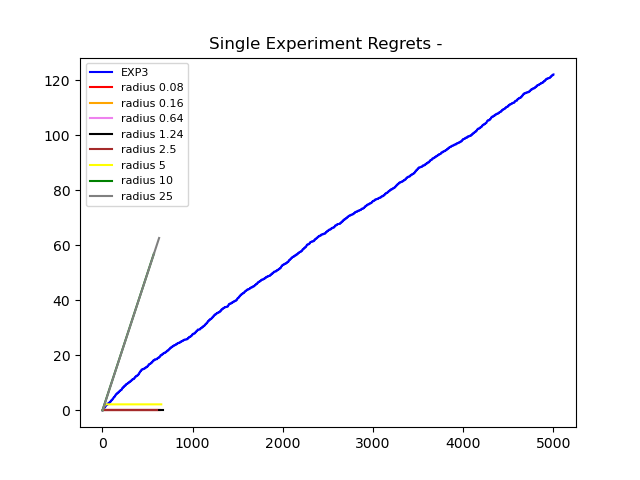 Single Experiment Regrets -
EXP3
radius 0.08
radius 0.16
radius 0.64
radius 1.24
radius 2.5
radius 5
radius 10
radius 25
120
100
80
60
40
20
0
0 1000 2000 3000 4000 5000